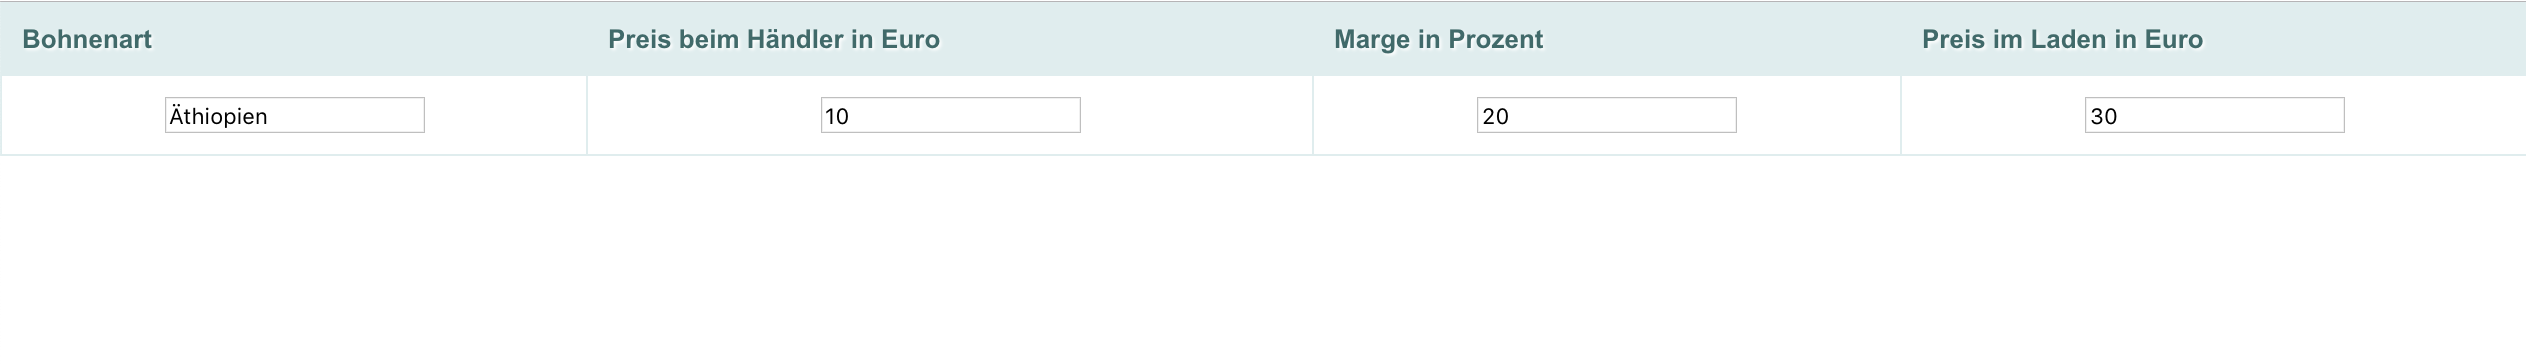 Bohnenart Preis beim Händler in Euro Marge in Prozent Preis im Laden in Euro
Äthiopien 10 20 30